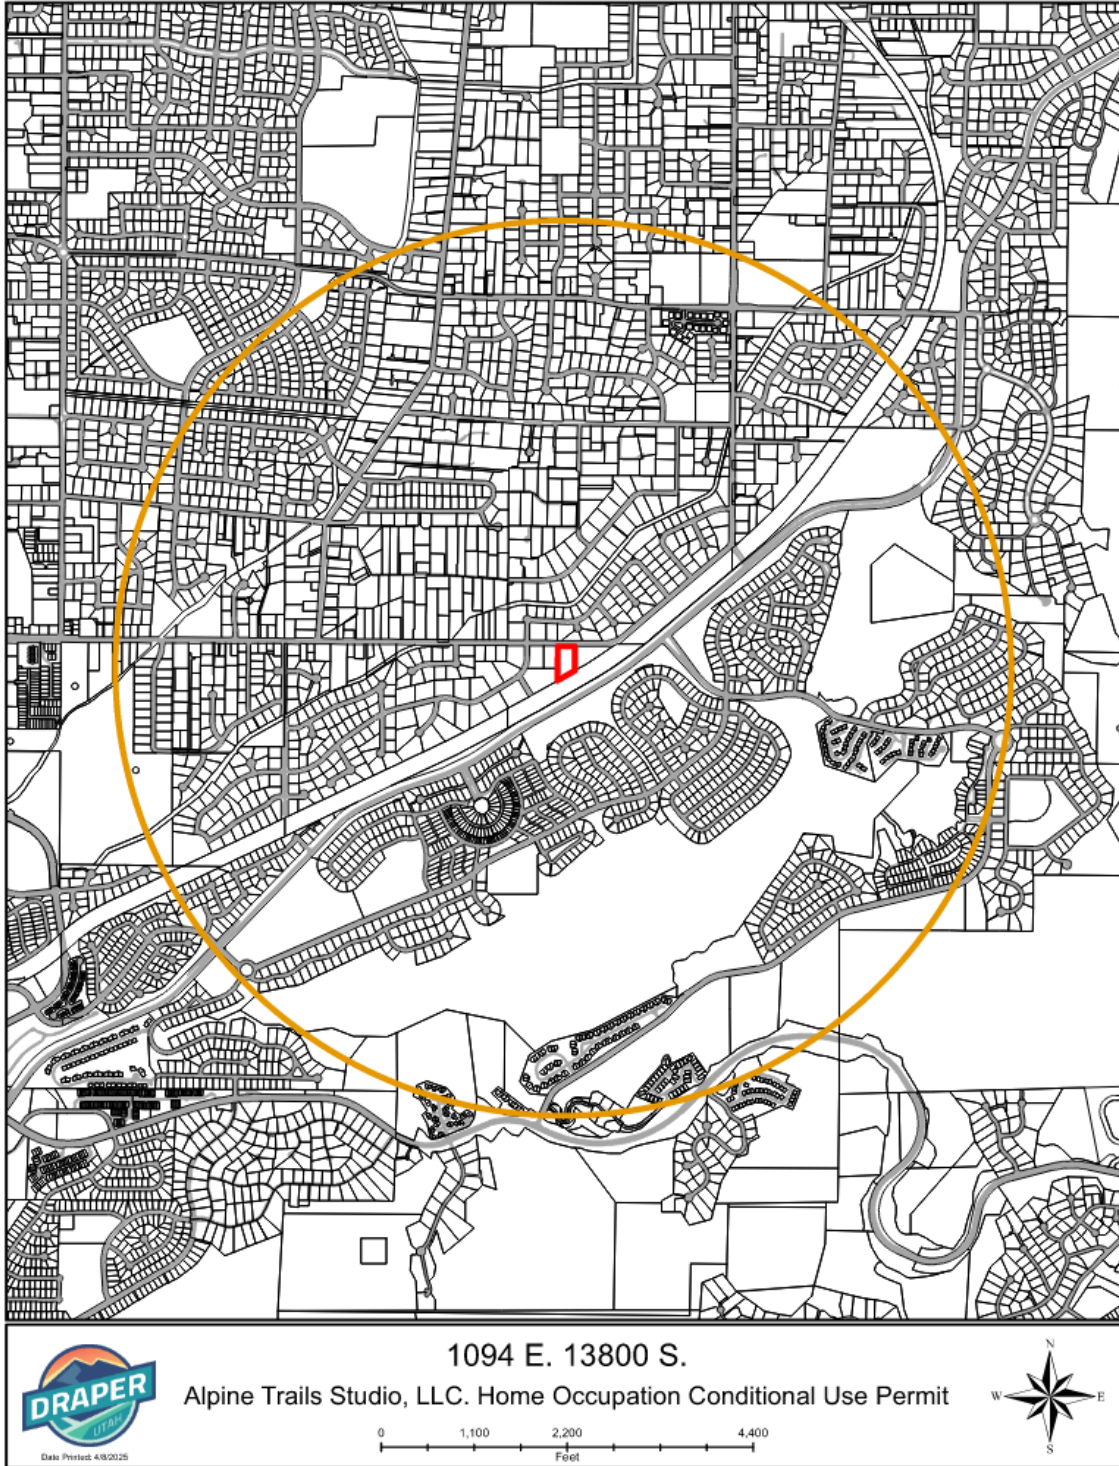 DRAPER
UTAH
Date Printed: 4/8/2025
1094 E. 13800 S.
Alpine Trails Studio, LLC. Home Occupation Conditional Use Permit
0 1,100 2,200 4,400
Feet
N
W E
S